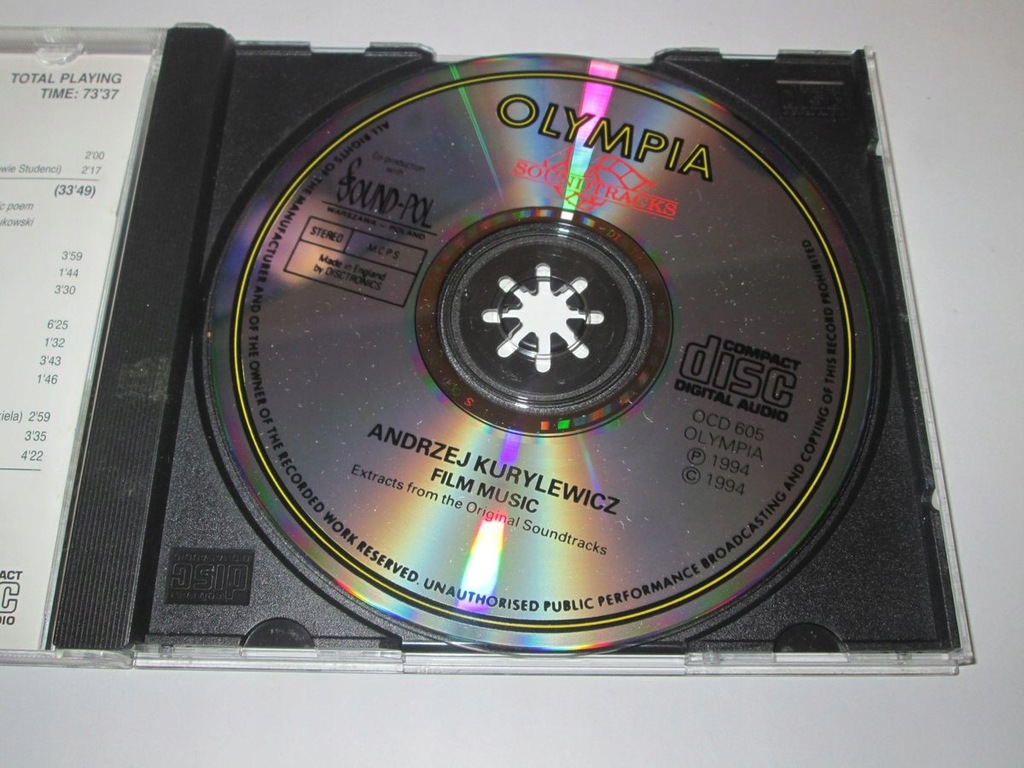 TOTAL PLAYING
TIME: 73'37
2'00
wie Studenci) 2'17
(33'49)
c poem
ikowski
3'59
1'44
3'30
6'25
1'32
3'43
1'46
kiela) 2'59
3'35
4'22
OLYMPIA
SOUNDTRACKS
Co-production
with
SOUND-POL
WARSZAWA - POLAND
STEREO
MCPS
Made in England
by DISCTRONICS
COMPACT
disc
DIGITAL AUDIO
OCD 605
OLYMPIA
Ⓟ 1994
© 1994
ANDRZEJ KURYLEWICZ
FILM MUSIC
Extracts from the Original Soundtracks
ALL RIGHTS OF THE MANUFACTURER AND OF THE OWNER OF THE RECORDED WORK RESERVED. UNAUTHORISED PUBLIC PERFORMANCE BROADCASTING AND COPYING OF THIS RECORD PROHIBITED
disc